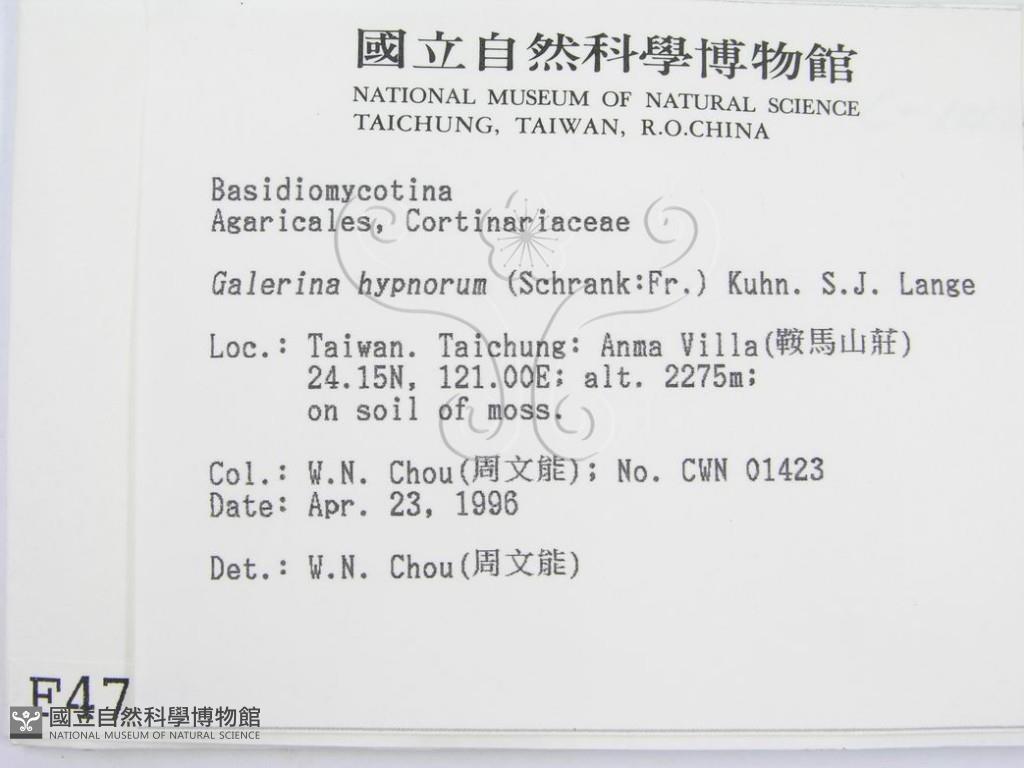 國立自然科學博物館
NATIONAL MUSEUM OF NATURAL SCIENCE
TAICHUNG, TAIWAN, R.O.CHINA
Basidiomycotina
Agaricales, Cortinariaceae
Galerina hypnorum (Schrank:Fr.) Kuhn. S.J. Lange
Loc.: Taiwan. Taichung: Anma Villa(鞍馬山莊)
24.15N, 121.00E; alt. 2275m;
on soil of moss.
Col.: W.N. Chou(周文能); No. CWN 01423
Date: Apr. 23, 1996
Det.: W.N. Chou(周文能)
F47
國立自然科學博物館
NATIONAL MUSEUM OF NATURAL SCIENCE